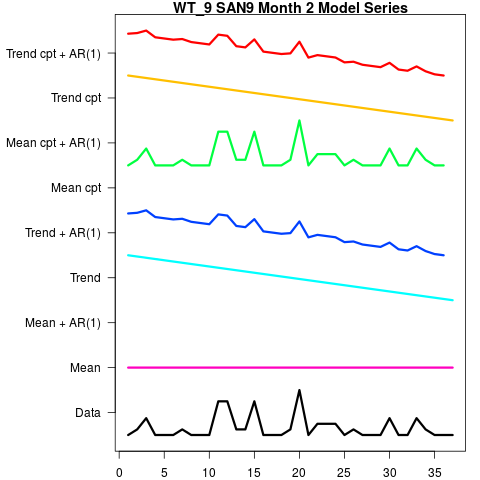 WT_9 SAN9 Month 2 Model Series
Trend cpt + AR(1)
Trend cpt
Mean cpt + AR(1)
Mean cpt
Trend + AR(1)
Trend
Mean + AR(1)
Mean
Data
0 5 10 15 20 25 30 35